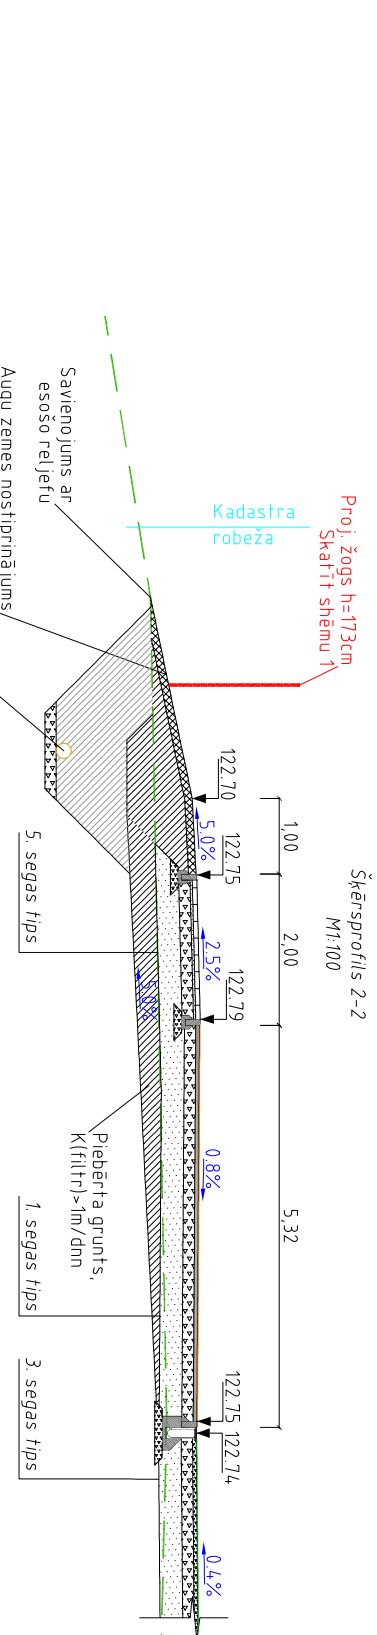 Šķērsprofils 2-2
M1:100
Proj. žogs h=173cm
Skatīt shēmu 1
Kadastra
robeža
Savienojums ar
esošo reljefu
Augu zemes nostiprinājums
1,00
2,00
5,32
122.70
122.75
122.79
122.75
122.74
5.0%
2.5%
0.8%
0.4%
5.0%
5. segas tips
Piebērta grunts,
K(filtr)>1m/dnn
1. segas tips
3. segas tips